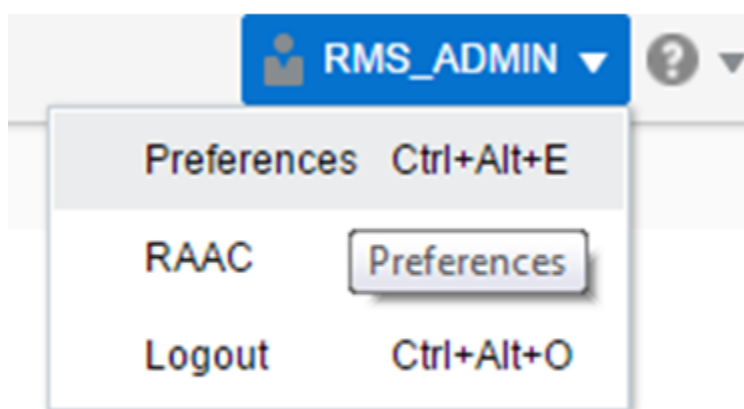 RMS_ADMIN ?
Preferences Ctrl+Alt+E
RAAC
Preferences
Logout Ctrl+Alt+O